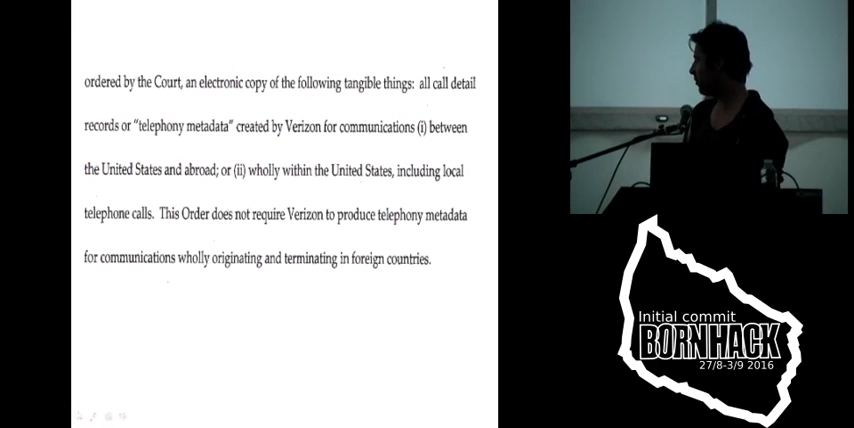 ordered by the Court, an electronic copy of the following tangible things: all call detail
records or "telephony metadata" created by Verizon for communications (i) between
the United States and abroad; or (ii) wholly within the United States, including local
telephone calls. This Order does not require Verizon to produce telephony metadata
for communications wholly originating and terminating in foreign countries.
Initial commit
BORNHACK
27/8-3/9 2016